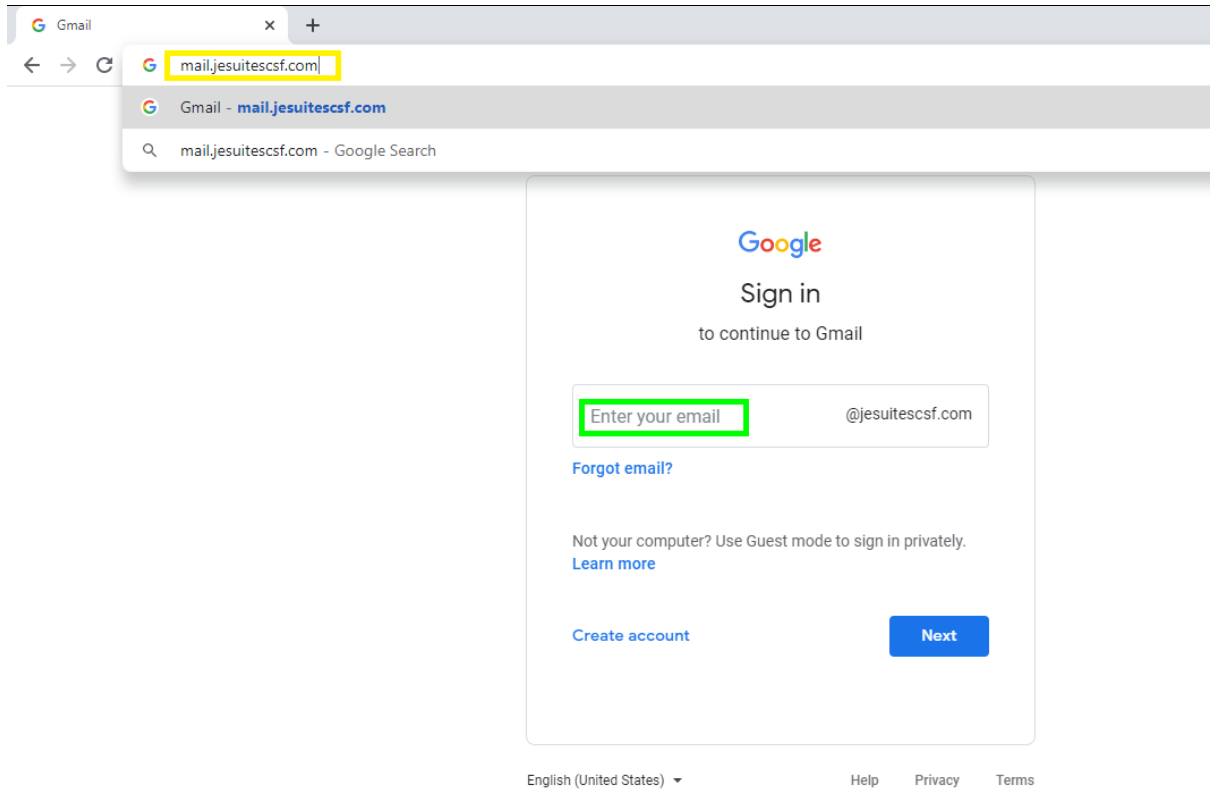 Gmail
mail.jesuitescsf.com
Gmail - mail.jesuitescsf.com
mail.jesuitescsf.com - Google Search
Google
Sign in
to continue to Gmail
Enter your email @jesuitescsf.com
Forgot email?
Not your computer? Use Guest mode to sign in privately.
Learn more
Create account Next
English (United States) Help Privacy Terms